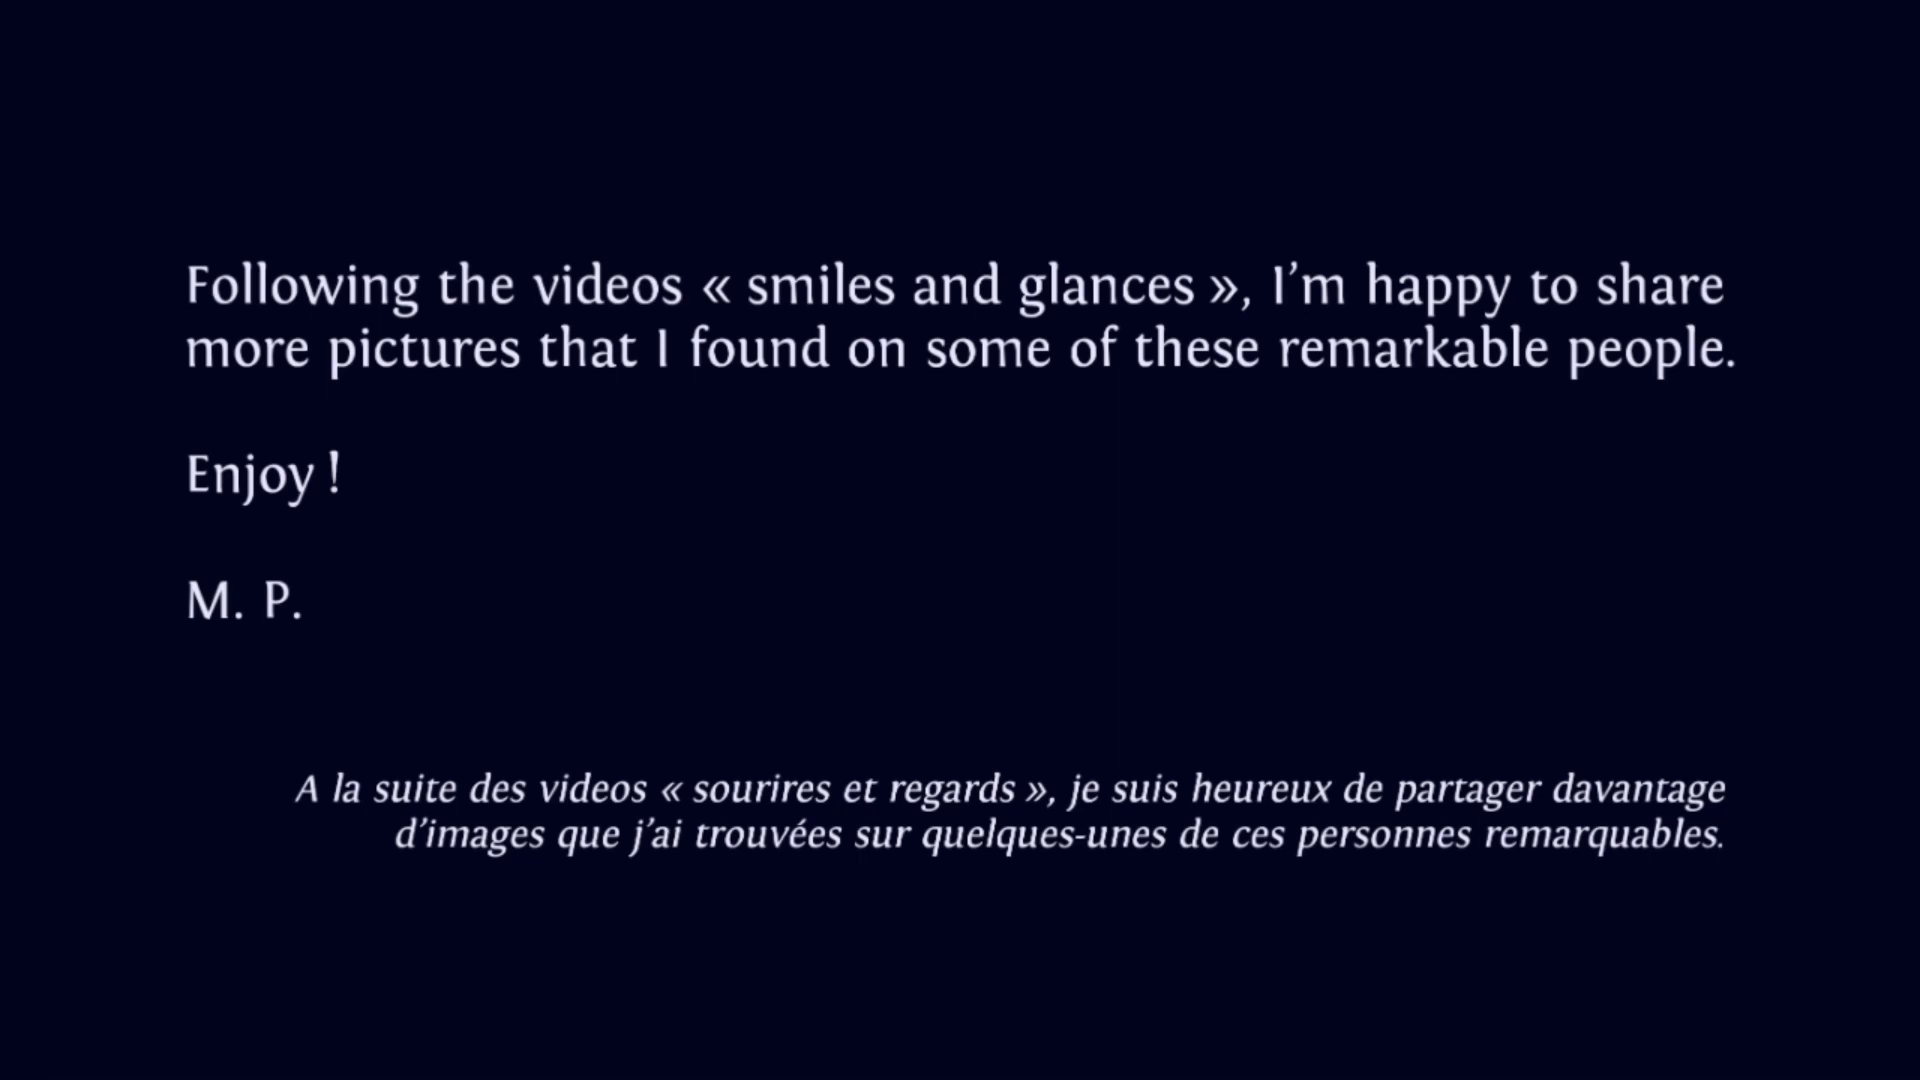 Following the videos « smiles and glances », I’m happy to share
more pictures that I found on some of these remarkable people.
Enjoy !
M. P.
A la suite des videos « sourires et regards », je suis heureux de partager davantage
d’images que j’ai trouvées sur quelques-unes de ces personnes remarquables.